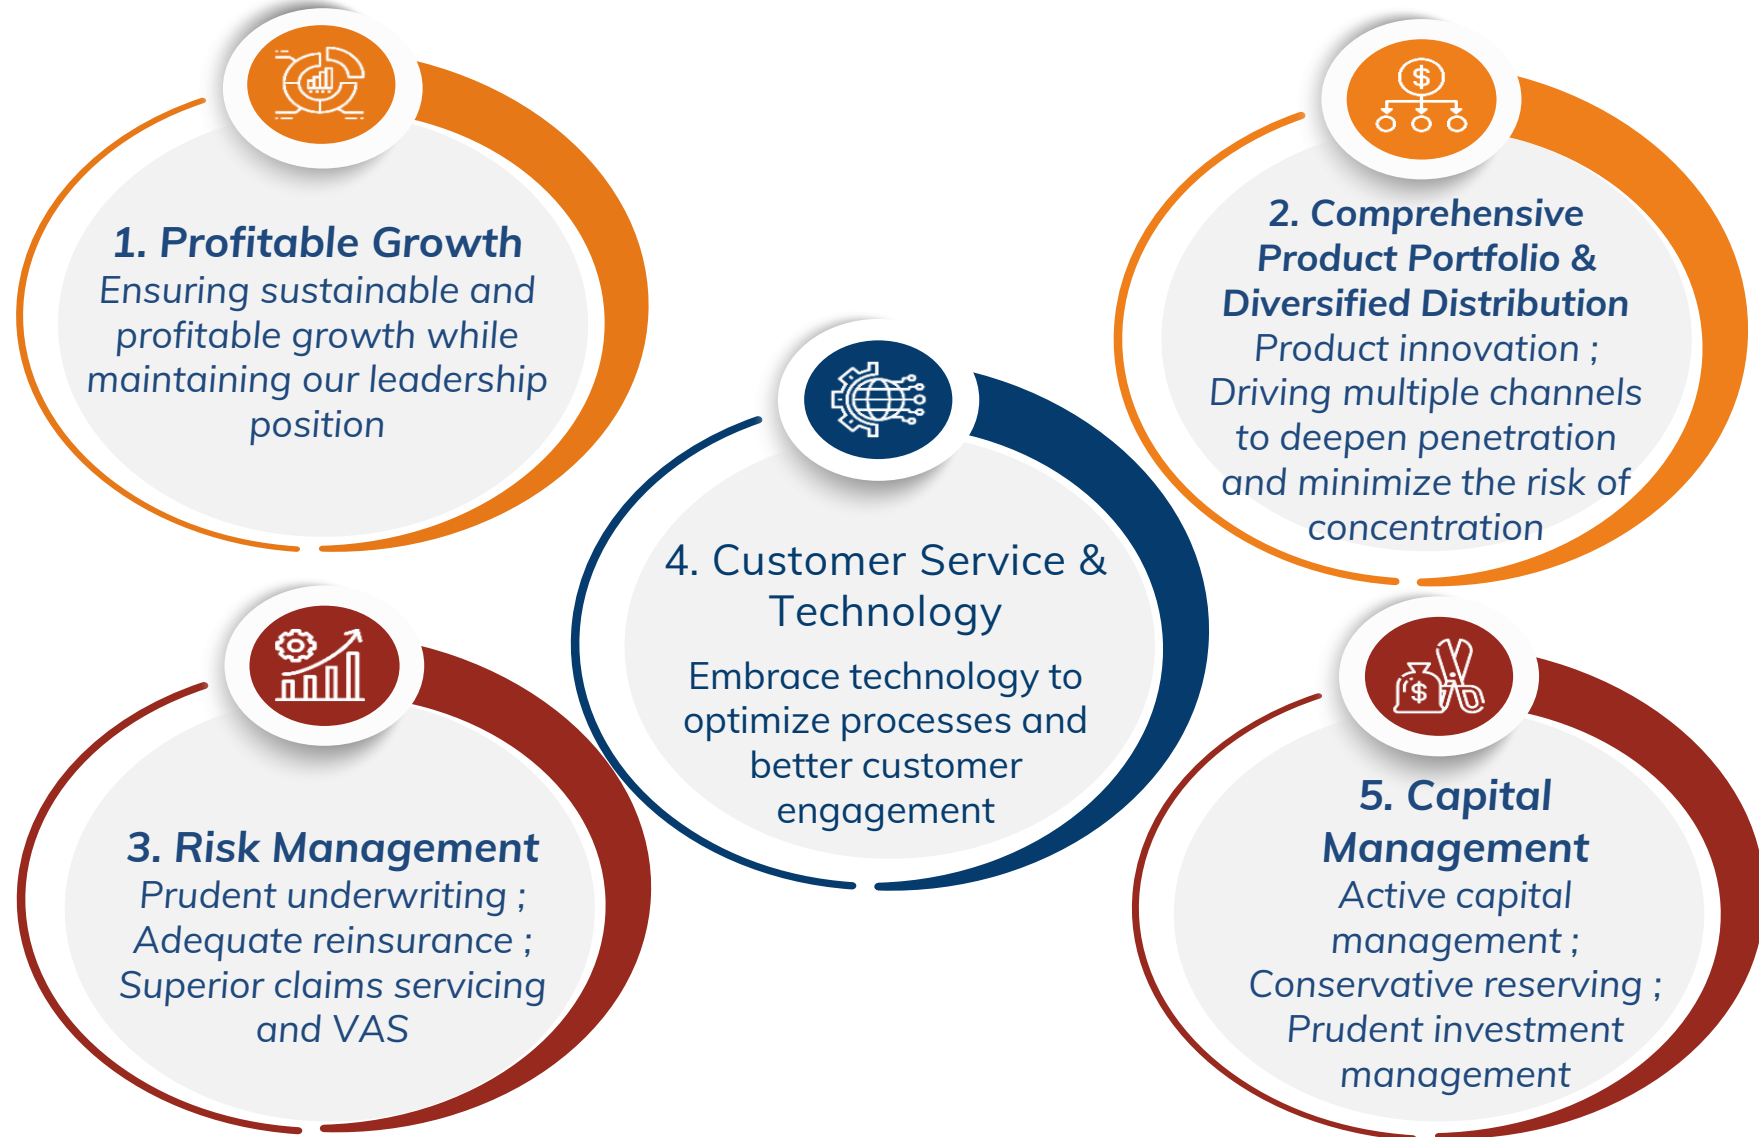 1. Profitable Growth
Ensuring sustainable and
profitable growth while
maintaining our leadership
position
2. Comprehensive
Product Portfolio &
Diversified Distribution
Product innovation ;
Driving multiple channels
to deepen penetration
and minimize the risk of
concentration
3. Risk Management
Prudent underwriting ;
Adequate reinsurance ;
Superior claims servicing
and VAS
4. Customer Service &
Technology
Embrace technology to
optimize processes and
better customer
engagement
5. Capital
Management
Active capital
management ;
Conservative reserving ;
Prudent investment
management